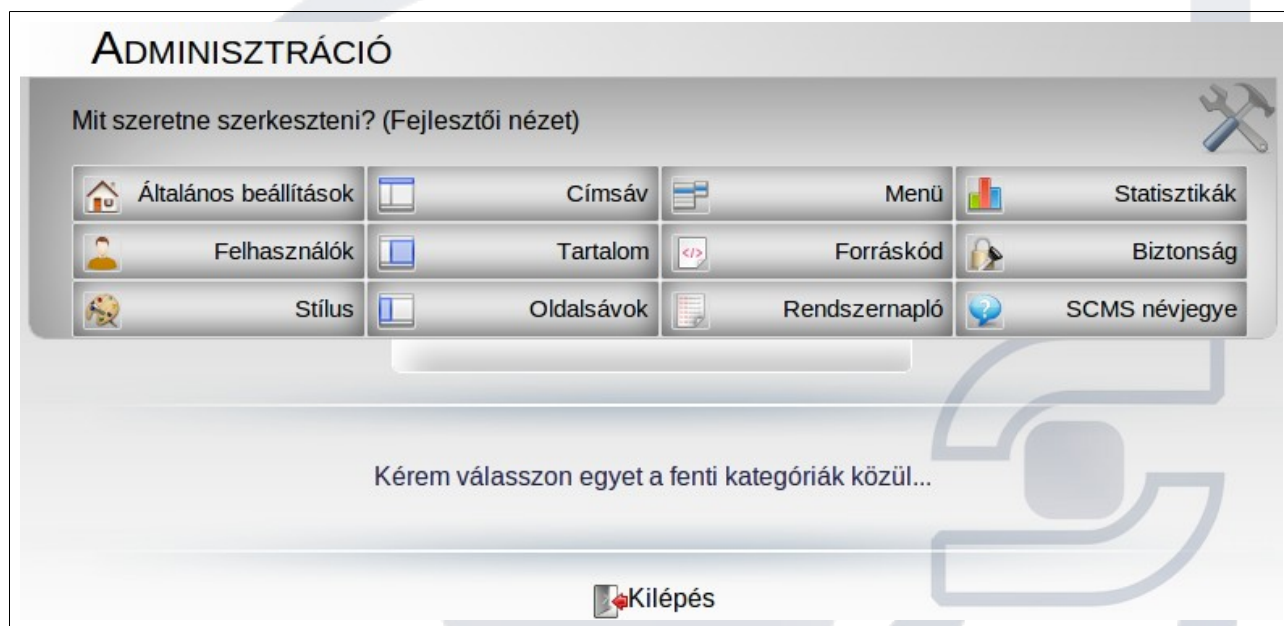 ADMINISZTRÁCIÓ
Mit szeretne szerkeszteni? (Fejlesztői nézet)
Általános beállítások Címsáv Menü Statisztikák
Felhasználók Tartalom Forráskód Biztonság
Stílus Oldalsávok Rendszernapló SCMS névjegye
Kérem válasszon egyet a fenti kategóriák közül...
Kilépés